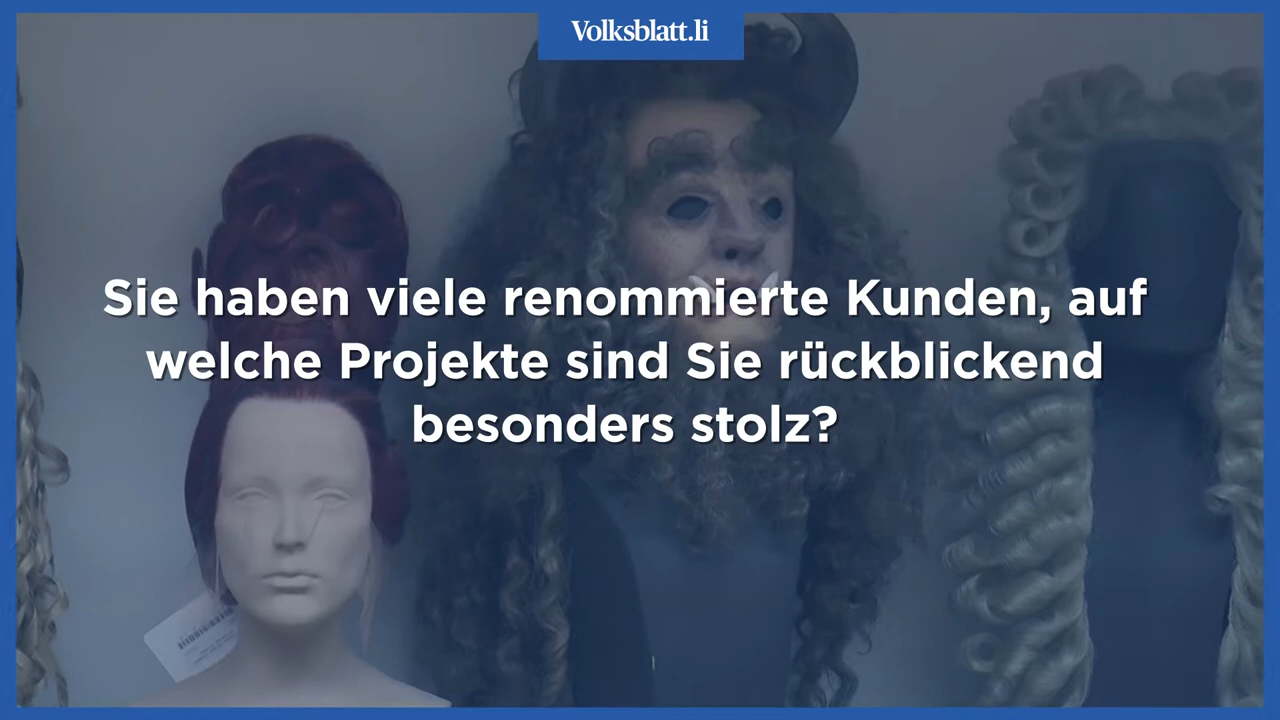 Volksblatt.li
Sie haben viele renommierte Kunden, auf
welche Projekte sind Sie rückblickend
besonders stolz?